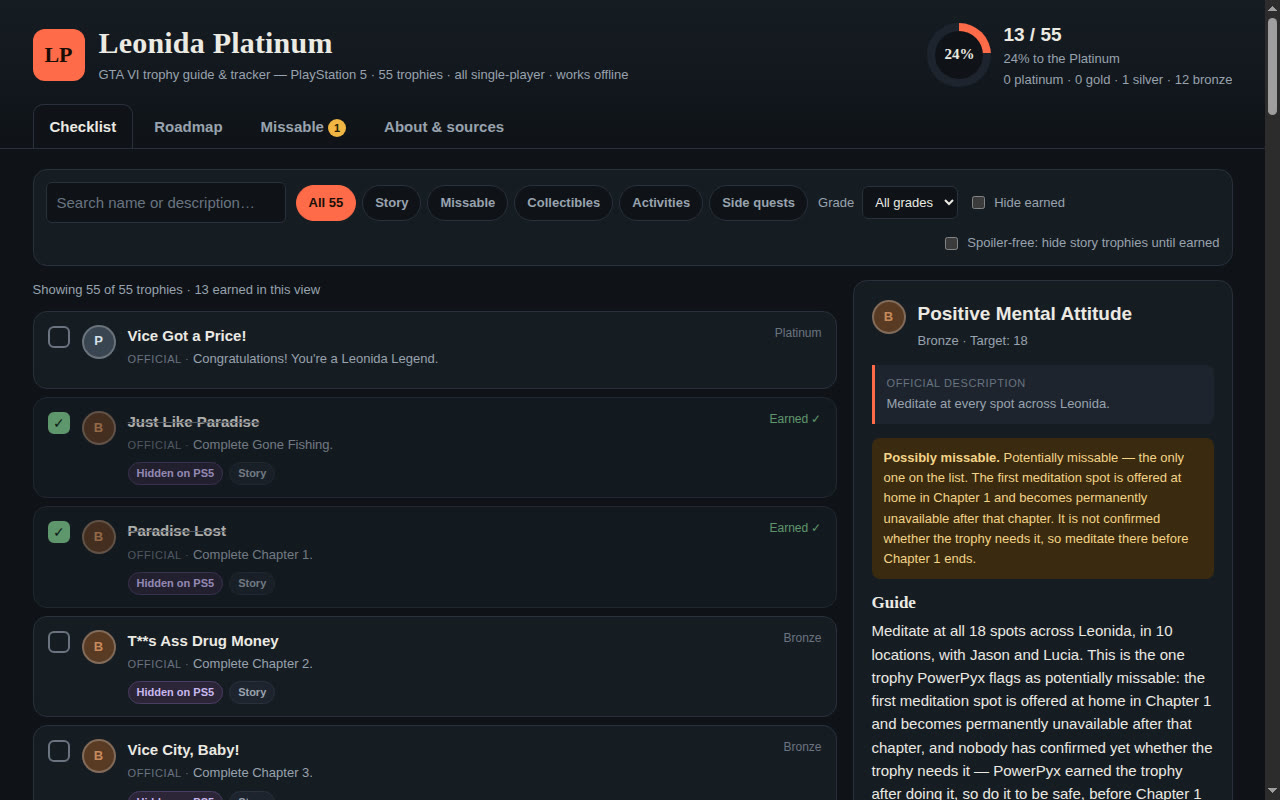 LP
Leonida Platinum
GTA VI trophy guide & tracker — PlayStation 5 · 55 trophies · all single-player · works offline
24%
13 / 55
24% to the Platinum
0 platinum · 0 gold · 1 silver · 12 bronze
Checklist
Roadmap
Missable 1
About & sources
Search name or description…
All 55
Story
Missable
Collectibles
Activities
Side quests
Grade
All grades
Hide earned
Spoiler-free: hide story trophies until earned
Showing 55 of 55 trophies · 13 earned in this view
P
Vice Got a Price!
Platinum
OFFICIAL · Congratulations! You're a Leonida Legend.
✓
B
Just Like Paradise
Earned ✓
OFFICIAL · Complete Gone Fishing.
Hidden on PS5
Story
✓
B
Paradise Lost
Earned ✓
OFFICIAL · Complete Chapter 1.
Hidden on PS5
Story
B
T**s Ass Drug Money
Bronze
OFFICIAL · Complete Chapter 2.
Hidden on PS5
Story
B
Vice City, Baby!
Bronze
OFFICIAL · Complete Chapter 3.
Hidden on PS5
Story
B
Positive Mental Attitude
Bronze · Target: 18
OFFICIAL DESCRIPTION
Meditate at every spot across Leonida.
Possibly missable. Potentially missable — the only
one on the list. The first meditation spot is offered at
home in Chapter 1 and becomes permanently
unavailable after that chapter. It is not confirmed
whether the trophy needs it, so meditate there before
Chapter 1 ends.
Guide
Meditate at all 18 spots across Leonida, in 10
locations, with Jason and Lucia. This is the one
trophy PowerPyx flags as potentially missable: the
first meditation spot is offered at home in Chapter 1
and becomes permanently unavailable after that
chapter, and nobody has confirmed yet whether the
trophy needs it — PowerPyx earned the trophy
after doing it, so do it to be safe, before Chapter 1